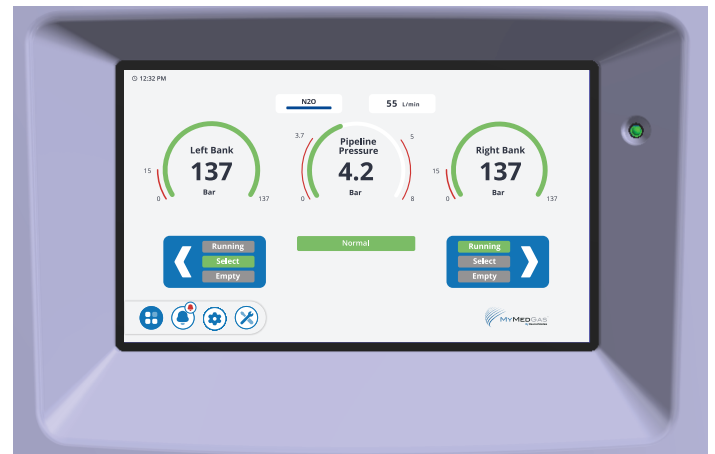 12:32 PM
N2O
55 L/min
Left Bank
137
Bar
15
0
137
Pipeline
Pressure
4.2
Bar
3.7
5
0
8
Right Bank
137
Bar
15
0
137
Running
Select
Empty
Normal
Running
Select
Empty
MYMEDGAS